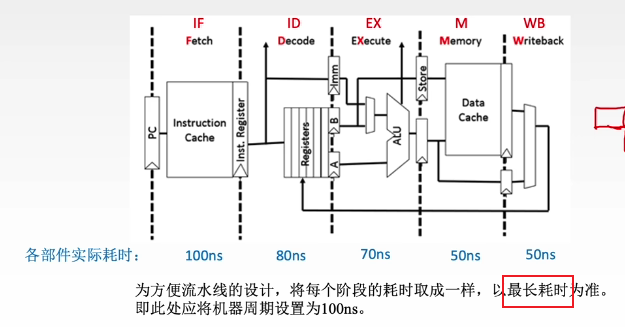 IF ID EX M WB
Fetch Decode EXecute Memory Writeback
PC
Instruction Cache
Inst. Register
Registers
Imm
B
A
ALU
Store
Data Cache
各部件实际耗时： 100ns 80ns 70ns 50ns 50ns
为方便流水线的设计，将每个阶段的耗时取成一样，以最长耗时为准。
即此处应将机器周期设置为100ns。